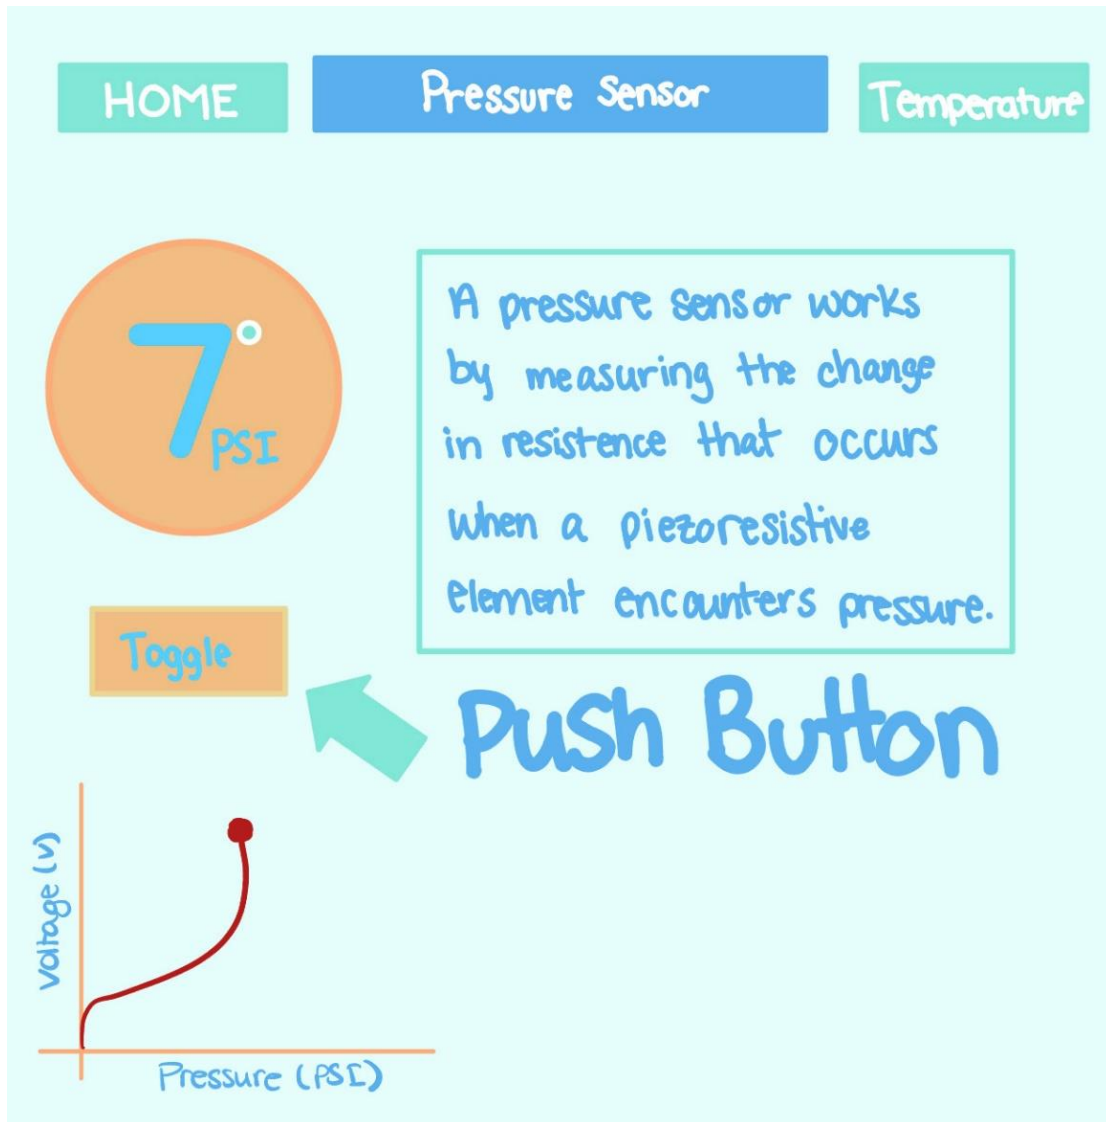 HOME
Pressure Sensor
Temperature
7°
PSI
A pressure sensor works
by measuring the change
in resistence that occurs
when a piezoresistive
element encounters pressure.
Toggle
Push Button
Voltage (V)
Pressure (PSI)